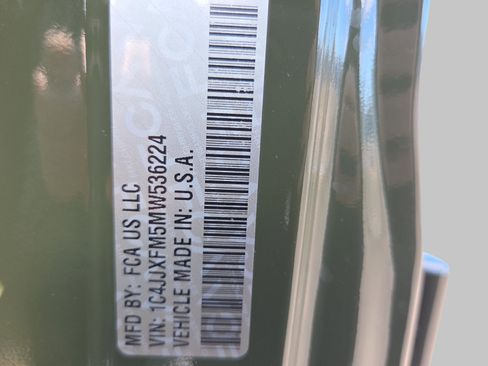 MFD BY: FCA US LLC
VIN: 1C4JJXFM5MW536224
VEHICLE MADE IN: U.S.A.